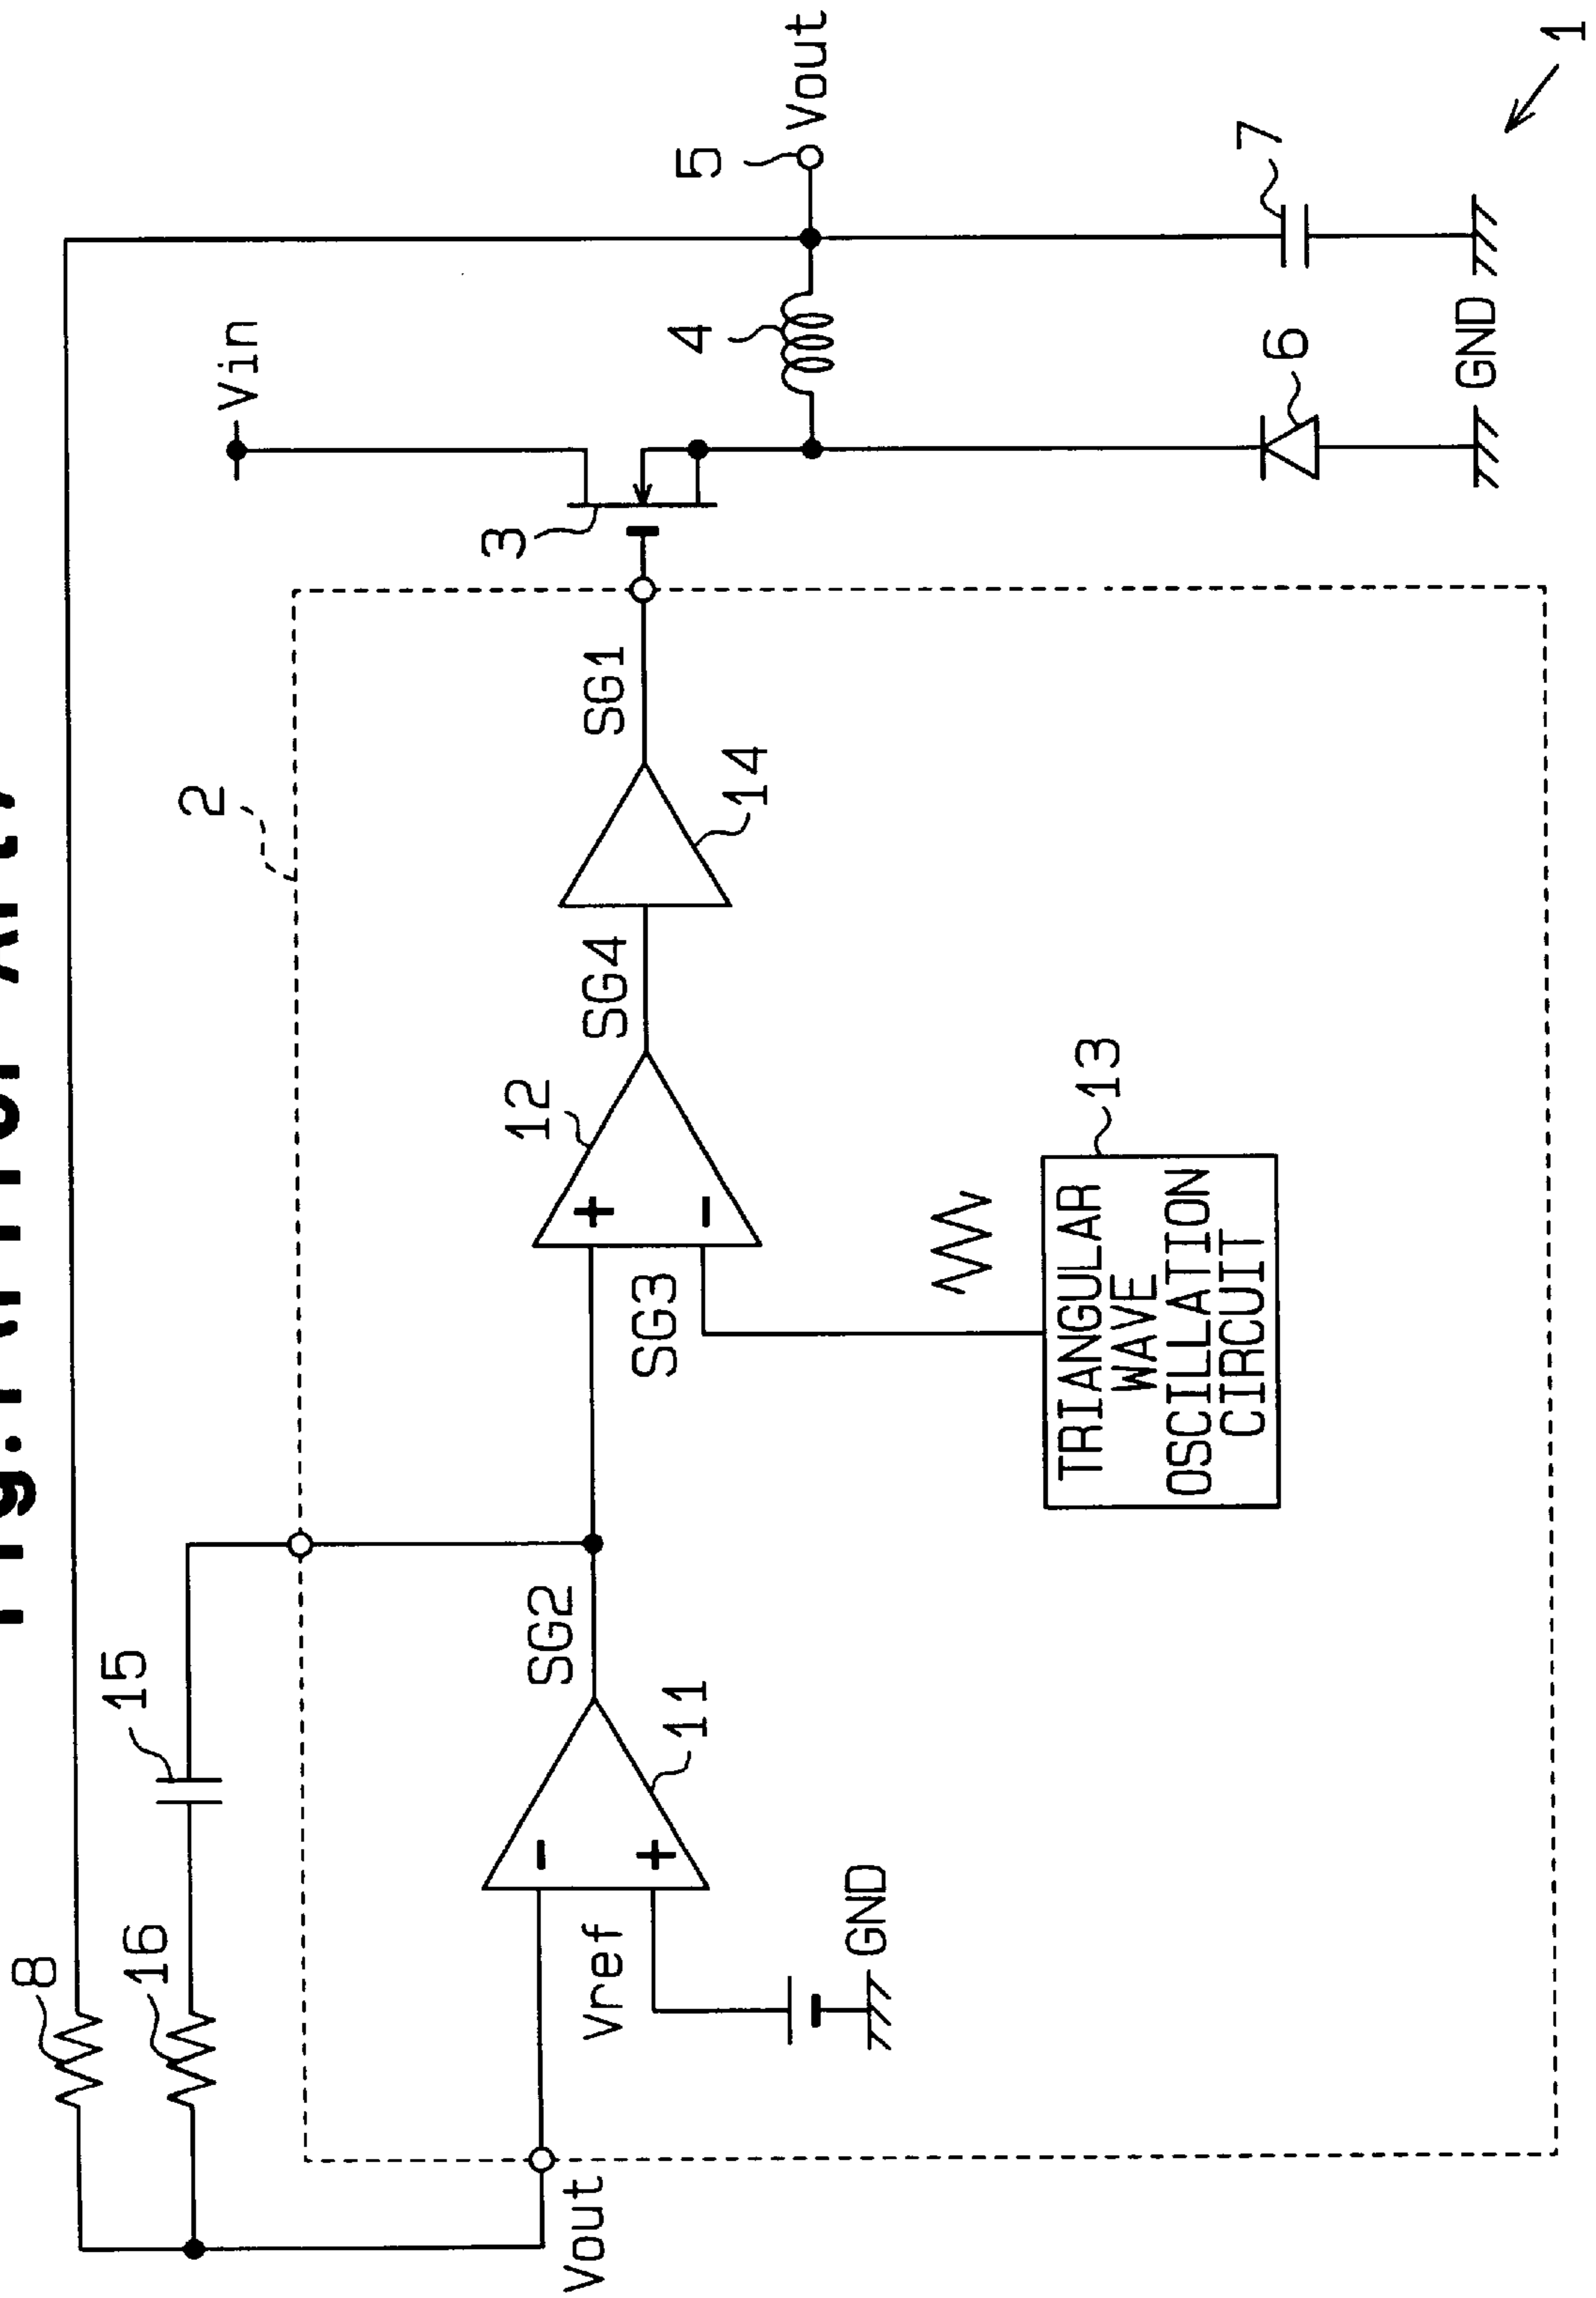 8
16
15
2
Vin
Vout
Vref
GND
11
SG2
12
SG3
SG4
14
SG1
3
4
5
Vout
TRIANGULAR
WAVE
OSCILLATION
CIRCUIT
13
6
7
GND
1